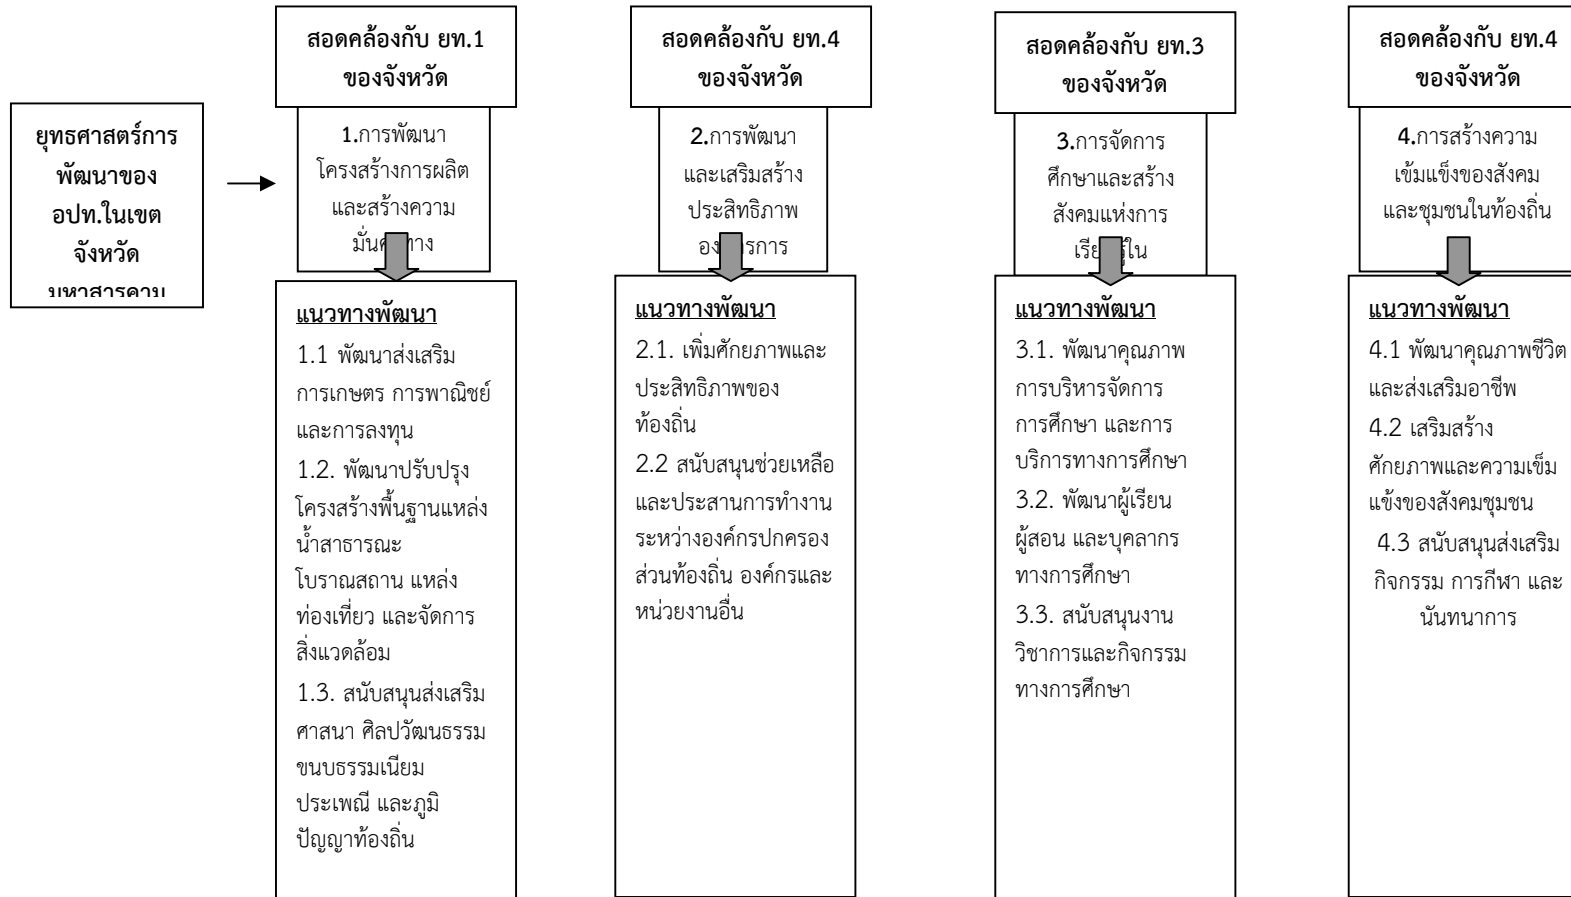 ยุทธศาสตร์การ
พัฒนาของ
อปท.ในเขต
จังหวัด
มหาสารคาม
สอดคล้องกับ ยท.1
ของจังหวัด
1.การพัฒนา
โครงสร้างการผลิต
และสร้างความ
ทาง
แนวทางพัฒนา
1.1 พัฒนาส่งเสริม
การเกษตร การพาณิชย์
และการลงทุน
1.2. พัฒนาปรับปรุง
โครงสร้างพื้นฐานแหล่ง
น้ำสาธารณะ
โบราณสถาน แหล่ง
ท่องเที่ยว และจัดการ
สิ่งแวดล้อม
1.3. สนับสนุนส่งเสริม
ศาสนา ศิลปวัฒนธรรม
ขนบธรรมเนียม
ประเพณี และภูมิ
ปัญญาท้องถิ่น
สอดคล้องกับ ยท.4
ของจังหวัด
2.การพัฒนา
และเสริมสร้าง
ประสิทธิภาพ
แนวทางพัฒนา
2.1. เพิ่มศักยภาพและ
ประสิทธิภาพของ
ท้องถิ่น
2.2 สนับสนุนช่วยเหลือ
และประสานการทำงาน
ระหว่างองค์กรปกครอง
ส่วนท้องถิ่น องค์กรและ
หน่วยงานอื่น
สอดคล้องกับ ยท.3
ของจังหวัด
3.การจัดการ
ศึกษาและสร้าง
สังคมแห่งการ
แนวทางพัฒนา
3.1. พัฒนาคุณภาพ
การบริหารจัดการ
การศึกษา และการ
บริการทางการศึกษา
3.2. พัฒนาผู้เรียน
ผู้สอน และบุคลากร
ทางการศึกษา
3.3. สนับสนุนงาน
วิชาการและกิจกรรม
ทางการศึกษา
สอดคล้องกับ ยท.4
ของจังหวัด
4.การสร้างความ
เข้มแข็งของสังคม
และชุมชนในท้องถิ่น
แนวทางพัฒนา
4.1 พัฒนาคุณภาพชีวิต
และส่งเสริมอาชีพ
4.2 เสริมสร้าง
ศักยภาพและความเข็ม
แข้งของสังคมชุมชน
4.3 สนับสนุนส่งเสริม
กิจกรรม การกีฬา และ
นันทนาการ